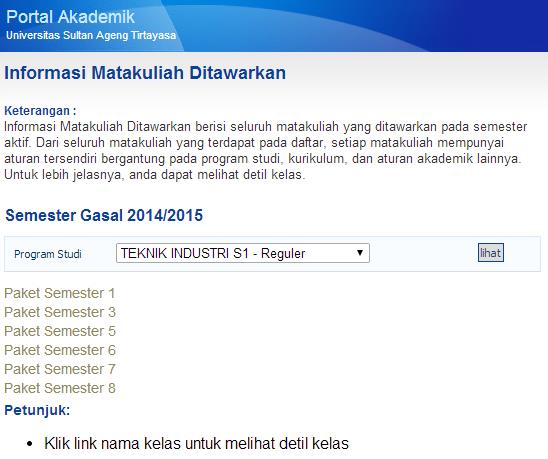 Portal Akademik
Universitas Sultan Ageng Tirtayasa
Informasi Matakuliah Ditawarkan
Keterangan :
Informasi Matakuliah Ditawarkan berisi seluruh matakuliah yang ditawarkan pada semester
aktif. Dari seluruh matakuliah yang terdapat pada daftar, setiap matakuliah mempunyai
aturan tersendiri bergantung pada program studi, kurikulum, dan aturan akademik lainnya.
Untuk lebih jelasnya, anda dapat melihat detil kelas.
Semester Gasal 2014/2015
Program Studi TEKNIK INDUSTRI S1 - Reguler lihat
Paket Semester 1
Paket Semester 3
Paket Semester 5
Paket Semester 6
Paket Semester 7
Paket Semester 8
Petunjuk:
• Klik link nama kelas untuk melihat detil kelas